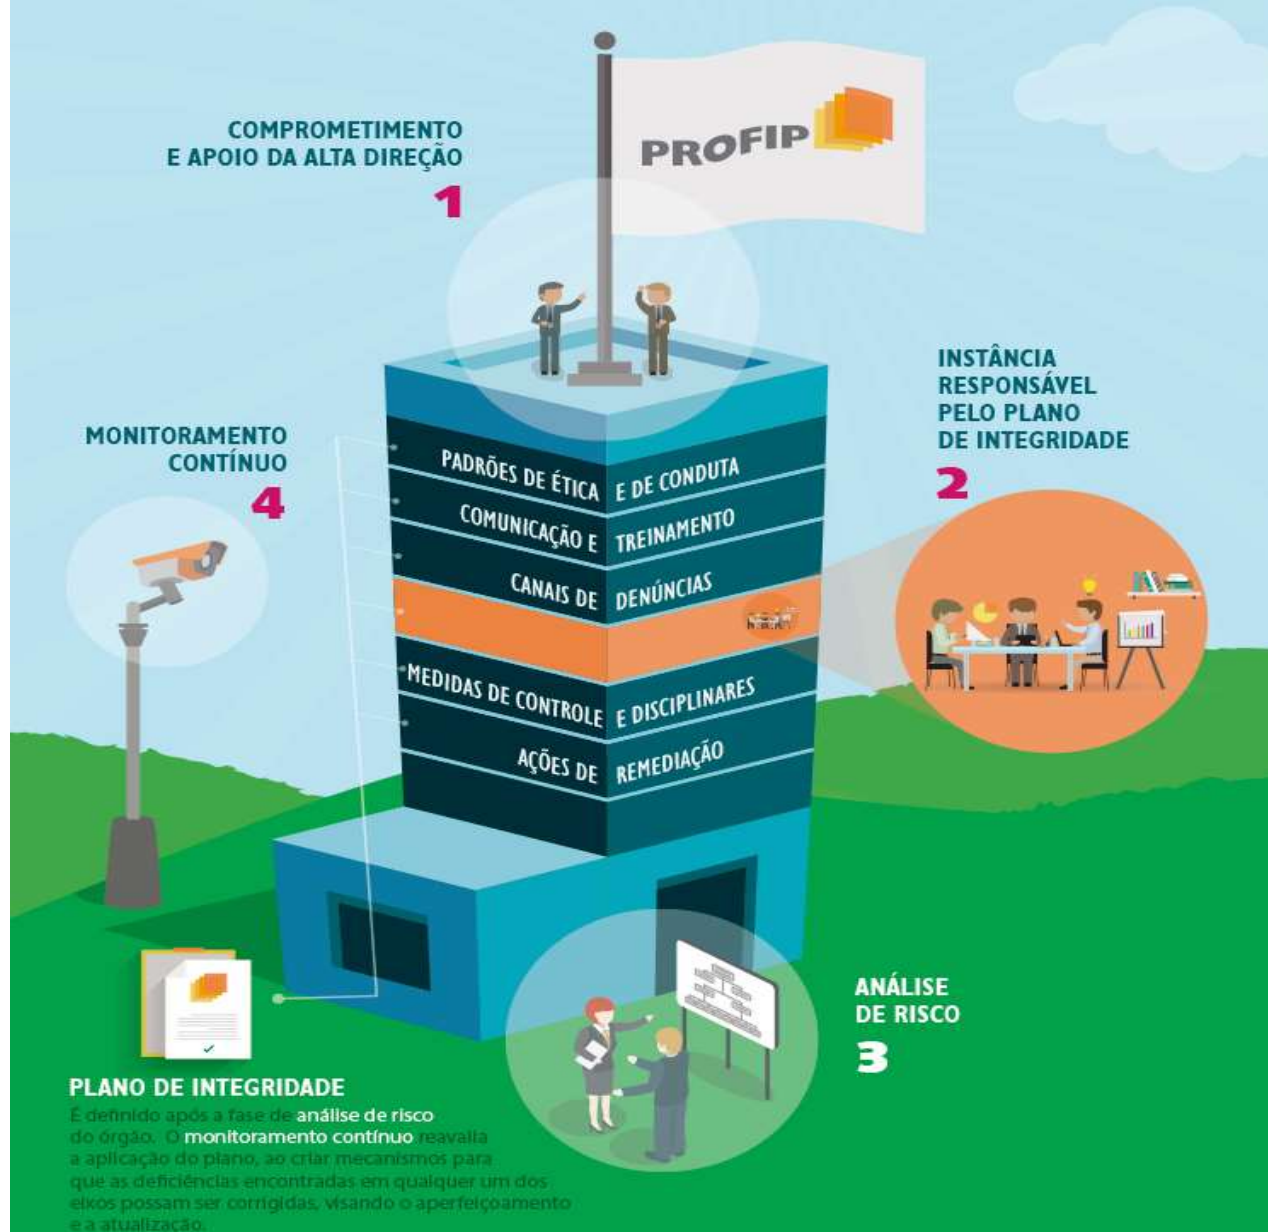 PROFIP
COMPROMETIMENTO
E APOIO DA ALTA DIREÇÃO
1
INSTÂNCIA
RESPONSÁVEL
PELO PLANO
DE INTEGRIDADE
2
MONITORAMENTO
CONTÍNUO
4
PADRÕES DE ÉTICA E DE CONDUTA
COMUNICAÇÃO E TREINAMENTO
CANAIS DE DENÚNCIAS
MEDIDAS DE CONTROLE E DISCIPLINARES
AÇÕES DE REMEDIAÇÃO
ANÁLISE
DE RISCO
3
PLANO DE INTEGRIDADE
É definido após a fase de análise de risco
do órgão. O monitoramento contínuo reavalia
a aplicação do plano, ao criar mecanismos para
que as deficiências encontradas em qualquer um dos
eixos possam ser corrigidas, visando o aperfeiçoamento
e a atualização.